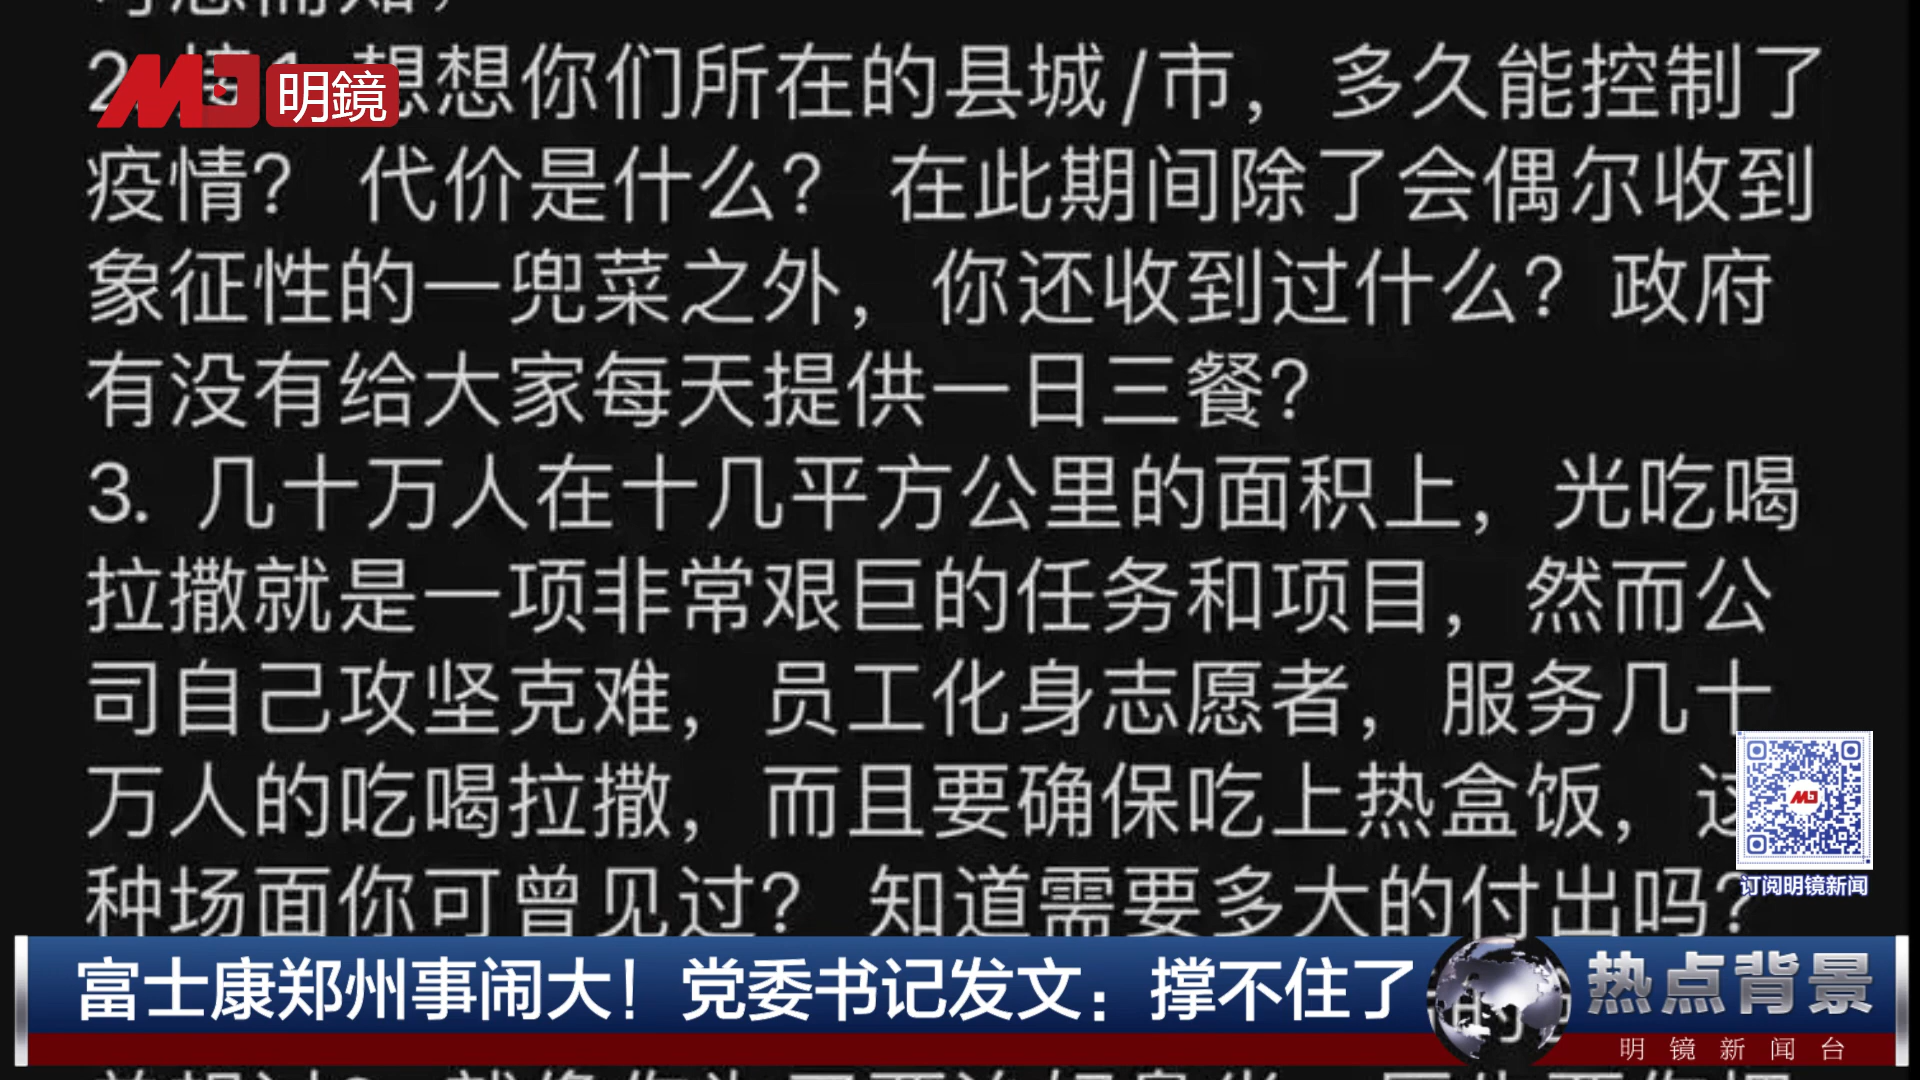 2. 接1. 想想你们所在的县城/市，多久能控制了
疫情？ 代价是什么？ 在此期间除了会偶尔收到
象征性的一兜菜之外，你还收到过什么？政府
有没有给大家每天提供一日三餐？
3. 几十万人在十几平方公里的面积上，光吃喝
拉撒就是一项非常艰巨的任务和项目，然而公
司自己攻坚克难，员工化身志愿者，服务几十
万人的吃喝拉撒，而且要确保吃上热盒饭，这
种场面你可曾见过？ 知道需要多大的付出吗？
明鏡
订阅明镜新闻
富士康郑州事闹大！党委书记发文：撑不住了
热点背景
明镜新闻台